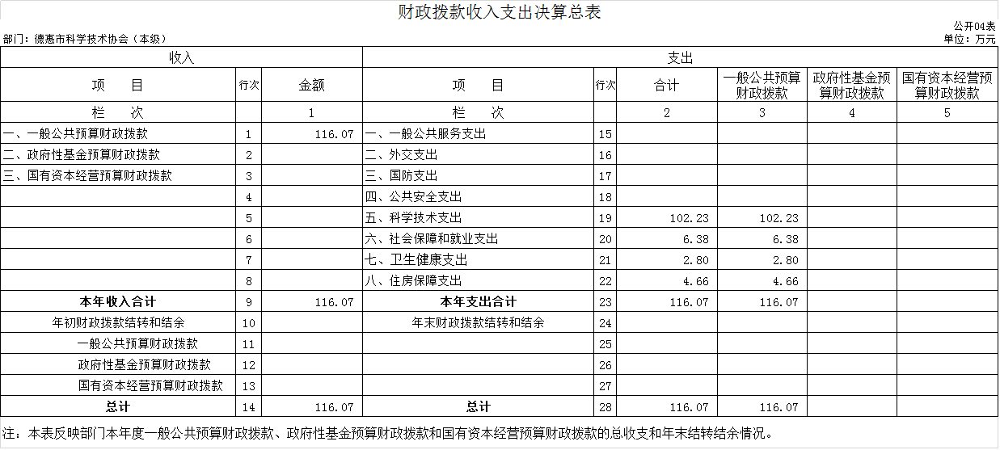 财政拨款收入支出决算总表
公开04表
部门：德惠市科学技术协会（本级） 单位：万元
收入 支出
项 目 行次 金额 项 目 行次 合计 一般公共预算财政拨款 政府性基金预算财政拨款 国有资本经营预算财政拨款
栏 次 1 栏 次 2 3 4 5
一、一般公共预算财政拨款 1 116.07 一、一般公共服务支出 15
二、政府性基金预算财政拨款 2 二、外交支出 16
三、国有资本经营预算财政拨款 3 三、国防支出 17
4 四、公共安全支出 18
5 五、科学技术支出 19 102.23 102.23
6 六、社会保障和就业支出 20 6.38 6.38
7 七、卫生健康支出 21 2.80 2.80
8 八、住房保障支出 22 4.66 4.66
本年收入合计 9 116.07 本年支出合计 23 116.07 116.07
年初财政拨款结转和结余 10 年末财政拨款结转和结余 24
一般公共预算财政拨款 11 25
政府性基金预算财政拨款 12 26
国有资本经营预算财政拨款 13 27
总计 14 116.07 总计 28 116.07 116.07
注：本表反映部门本年度一般公共预算财政拨款、政府性基金预算财政拨款和国有资本经营预算财政拨款的总收支和年末结转结余情况。